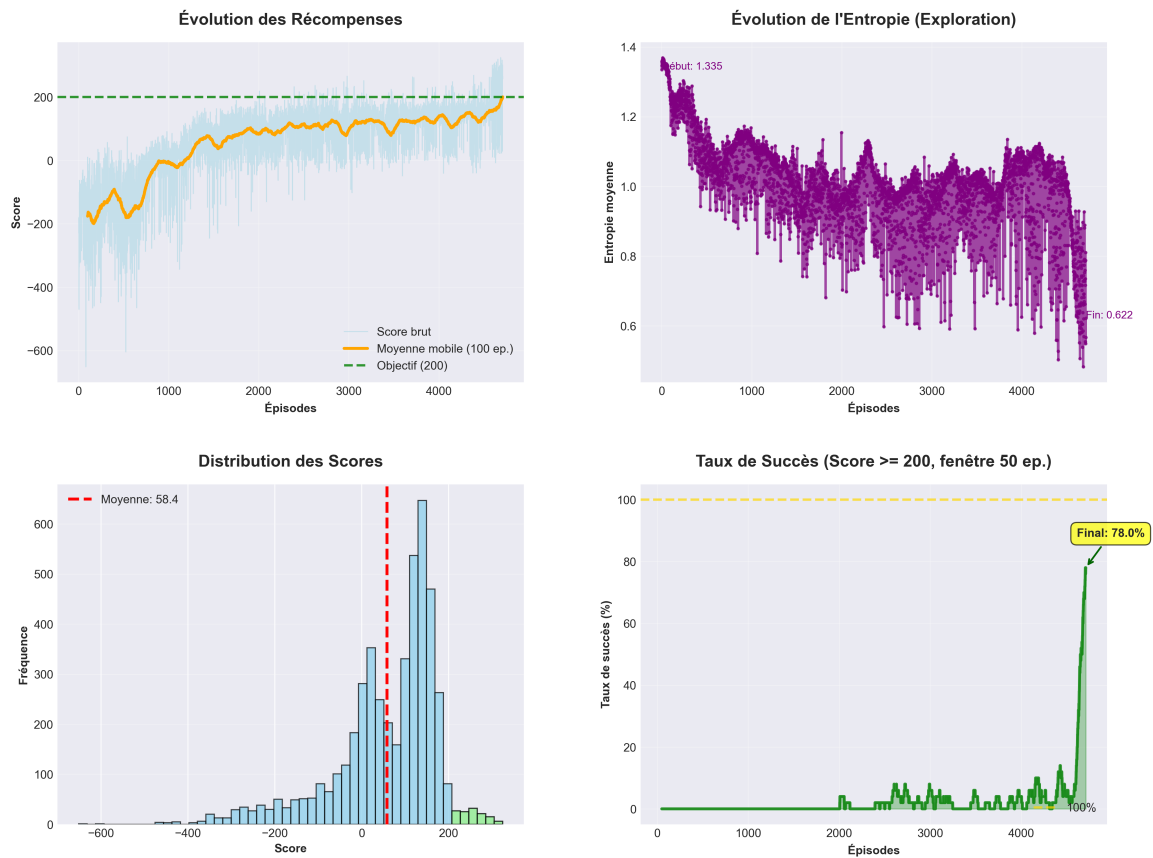 Évolution des Récompenses
Score
200
0
−200
−400
−600
0
1000
2000
3000
4000
Épisodes
Score brut
Moyenne mobile (100 ep.)
Objectif (200)
Évolution de l'Entropie (Exploration)
Entropie moyenne
1.4
1.2
1.0
0.8
0.6
Début: 1.335
Fin: 0.622
0
1000
2000
3000
4000
Épisodes
Distribution des Scores
Moyenne: 58.4
Fréquence
600
500
400
300
200
100
0
−600
−400
−200
0
200
Score
Taux de Succès (Score >= 200, fenêtre 50 ep.)
Taux de succès (%)
100
80
60
40
20
0
Final: 78.0%
100%
0
1000
2000
3000
4000
Épisodes